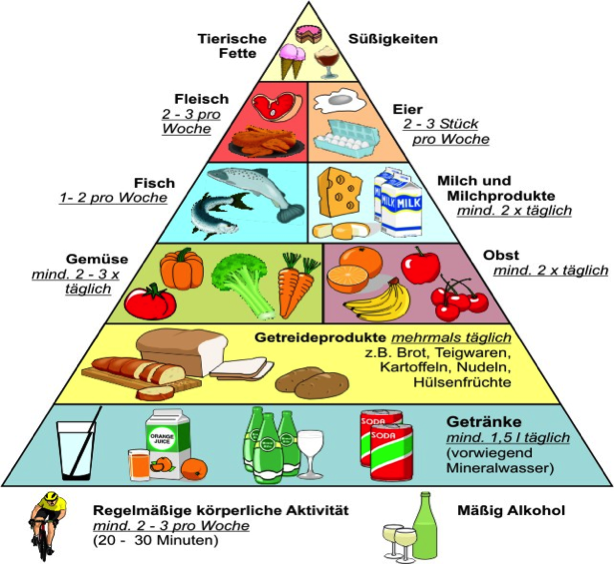 Tierische
Fette
Süßigkeiten
Fleisch
2 - 3 pro
Woche
Eier
2 - 3 Stück
pro Woche
Fisch
1- 2 pro Woche
Milch und
Milchprodukte
mind. 2 x täglich
MILK MILK
Gemüse
mind. 2 - 3 x
täglich
Obst
mind. 2 x täglich
Getreideprodukte mehrmals täglich
z.B. Brot, Teigwaren,
Kartoffeln, Nudeln,
Hülsenfrüchte
ORANGE
JUICE
SODA
SODA
Getränke
mind. 1,5 l täglich
(vorwiegend
Mineralwasser)
Regelmäßige körperliche Aktivität
mind. 2 - 3 pro Woche
(20 - 30 Minuten)
Mäßig Alkohol